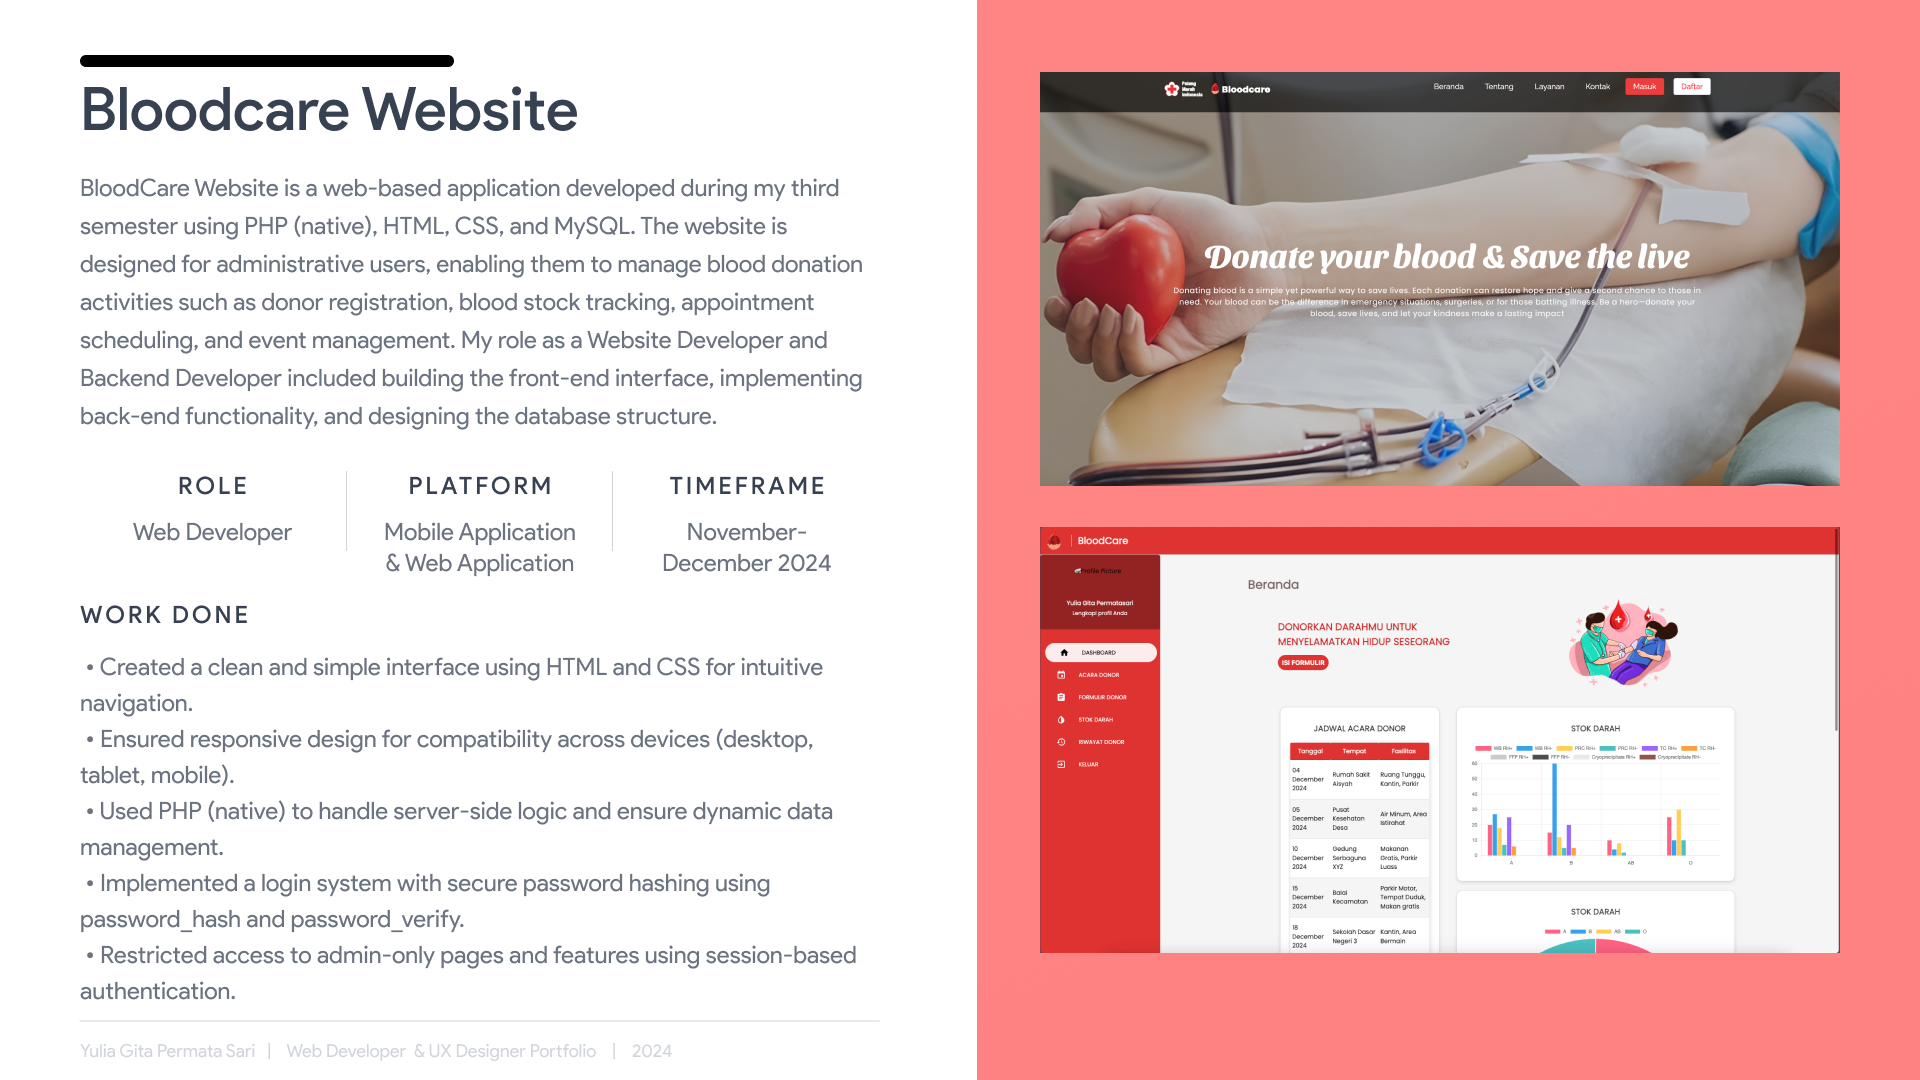 Bloodcare Website
BloodCare Website is a web-based application developed during my third
semester using PHP (native), HTML, CSS, and MySQL. The website is
designed for administrative users, enabling them to manage blood donation
activities such as donor registration, blood stock tracking, appointment
scheduling, and event management. My role as a Website Developer and
Backend Developer included building the front-end interface, implementing
back-end functionality, and designing the database structure.
ROLE
Web Developer
PLATFORM
Mobile Application
& Web Application
TIMEFRAME
November-
December 2024
WORK DONE
• Created a clean and simple interface using HTML and CSS for intuitive
navigation.
• Ensured responsive design for compatibility across devices (desktop,
tablet, mobile).
• Used PHP (native) to handle server-side logic and ensure dynamic data
management.
• Implemented a login system with secure password hashing using
password_hash and password_verify.
• Restricted access to admin-only pages and features using session-based
authentication.
Yulia Gita Permata Sari | Web Developer & UX Designer Portfolio | 2024
Palang
Merah
Indonesia
Bloodcare
Beranda Tentang Layanan Kontak Masuk Daftar
Donate your blood & Save the live
Donating blood is a simple yet powerful way to save lives. Each donation can restore hope and give a second chance to those in
need. Your blood can be the difference in emergency situations, surgeries, or for those battling illness. Be a hero—donate your
blood, save lives, and let your kindness make a lasting impact
BloodCare
Profile Picture
Yulia Gita Permatasari
Lengkapi profil Anda
DASHBOARD
ACARA DONOR
FORMULIR DONOR
STOK DARAH
RIWAYAT DONOR
KELUAR
Beranda
DONORKAN DARAHMU UNTUK
MENYELAMATKAN HIDUP SESEORANG
ISI FORMULIR
JADWAL ACARA DONOR
Tanggal Tempat Fasilitas
04
December
2024
Rumah Sakit
Aisyah
Ruang Tunggu,
Kantin, Parkir
05
December
2024
Pusat
Kesehatan
Desa
Air Minum, Area
Istirahat
10
December
2024
Gedung
Serbaguna
XYZ
Makanan
Gratis, Parkir
Luass
15
December
2024
Balai
Kecamatan
Parkir Motor,
Tempat Duduk,
Makan gratis
18
December
2024
Sekolah Dasar
Negeri 3
Kantin, Area
Bermain
STOK DARAH
WB RH+ WB RH- PRC RH+ PRC RH- TC RH+ TC RH-
FFP RH+ FFP RH- Cryoprecipitate RH+ Cryoprecipitate RH-
60
50
40
30
20
10
0
A B AB O
STOK DARAH
A B AB O